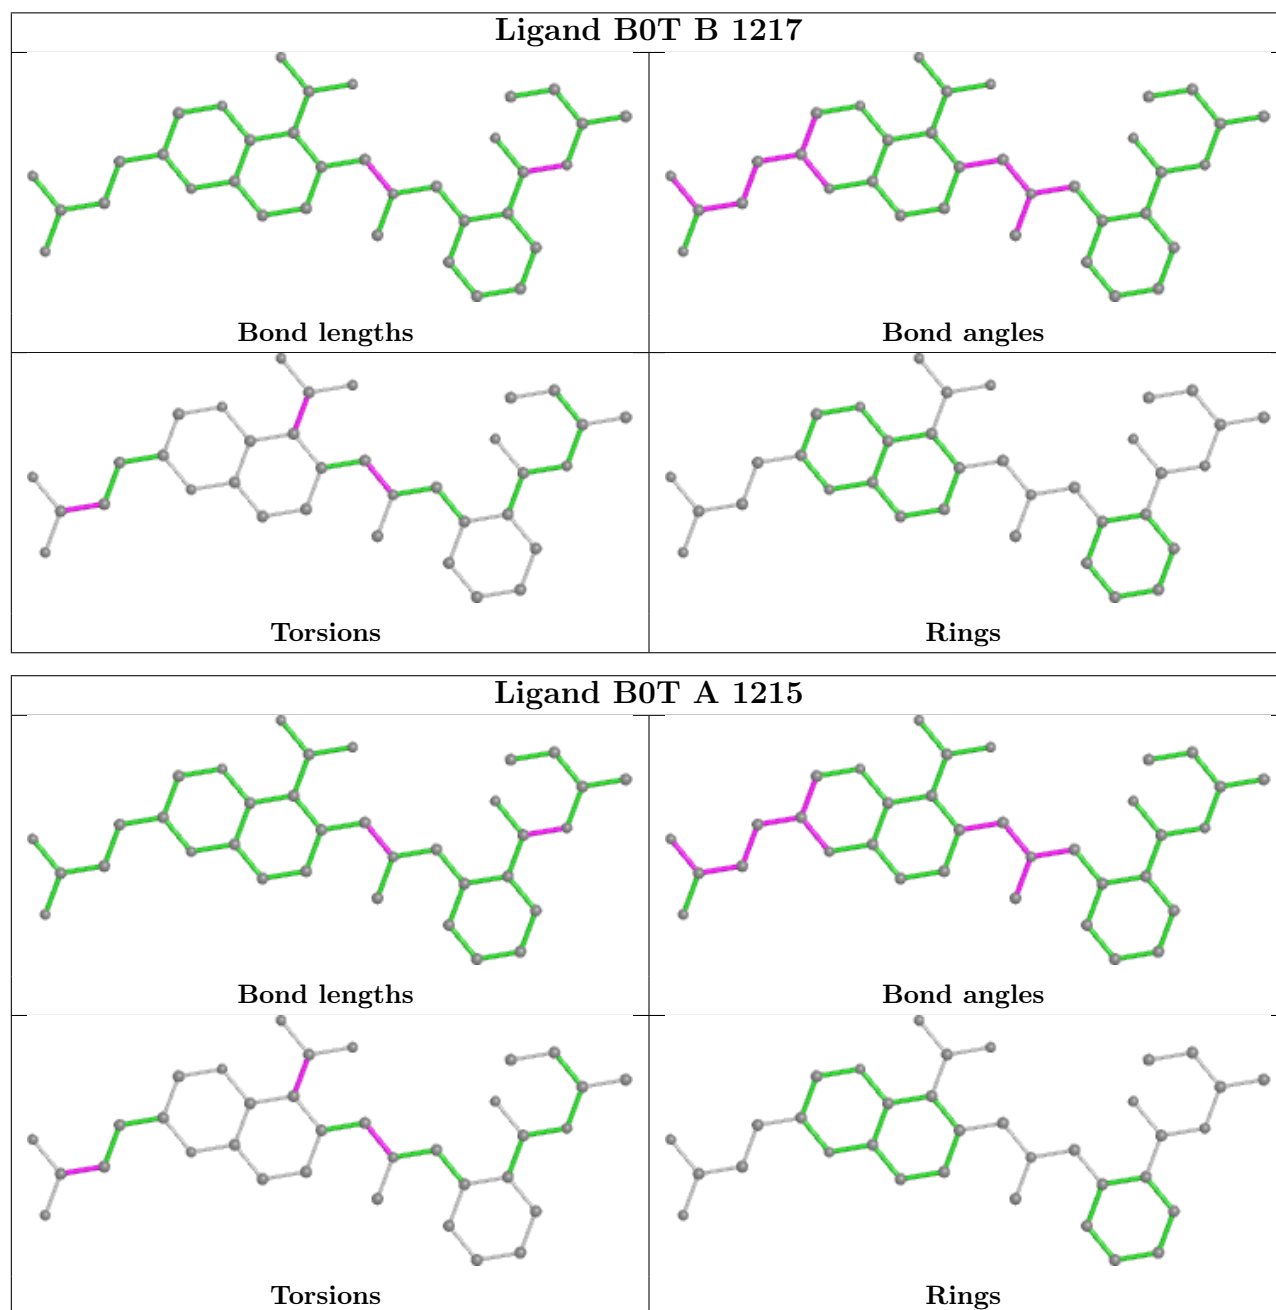 Ligand B0T B 1217
Bond lengths
Bond angles
Torsions
Rings
Ligand B0T A 1215
Bond lengths
Bond angles
Torsions
Rings